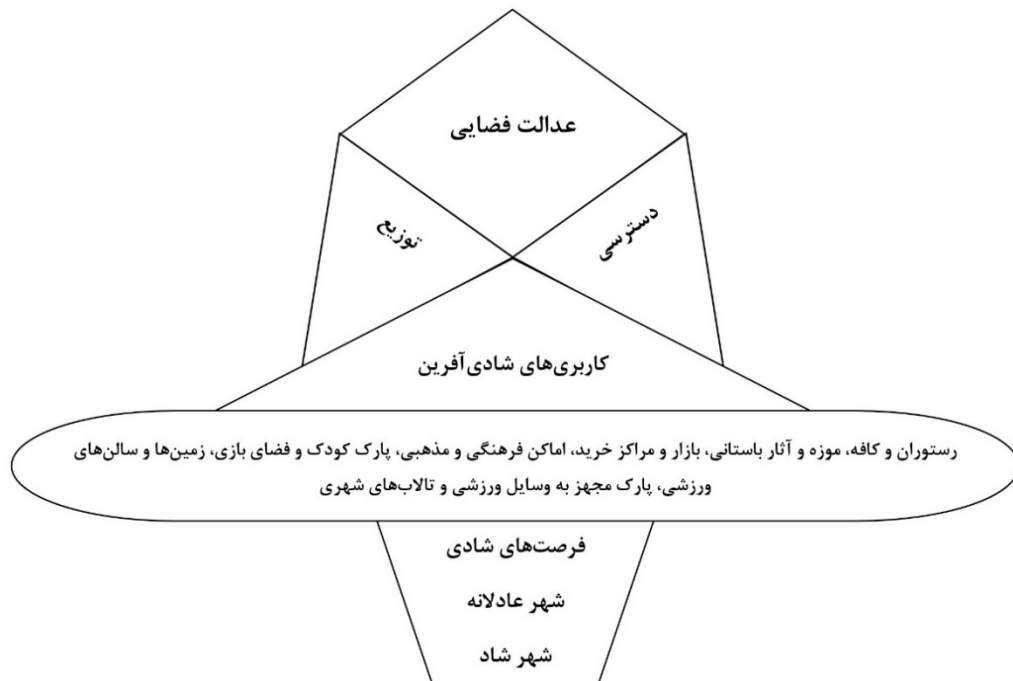 عدالت فضایی
دسترسی
توزیع
کاربری‌های شادی‌آفرین
رستوران و کافه، موزه و آثار باستانی، بازار و مراکز خرید، اماکن فرهنگی و مذهبی، پارک کودک و فضای بازی، زمین‌ها و سالن‌های
ورزشی، پارک مجهز به وسایل ورزشی و تالاب‌های شهری
فرصت‌های شادی
شهر عادلانه
شهر شاد